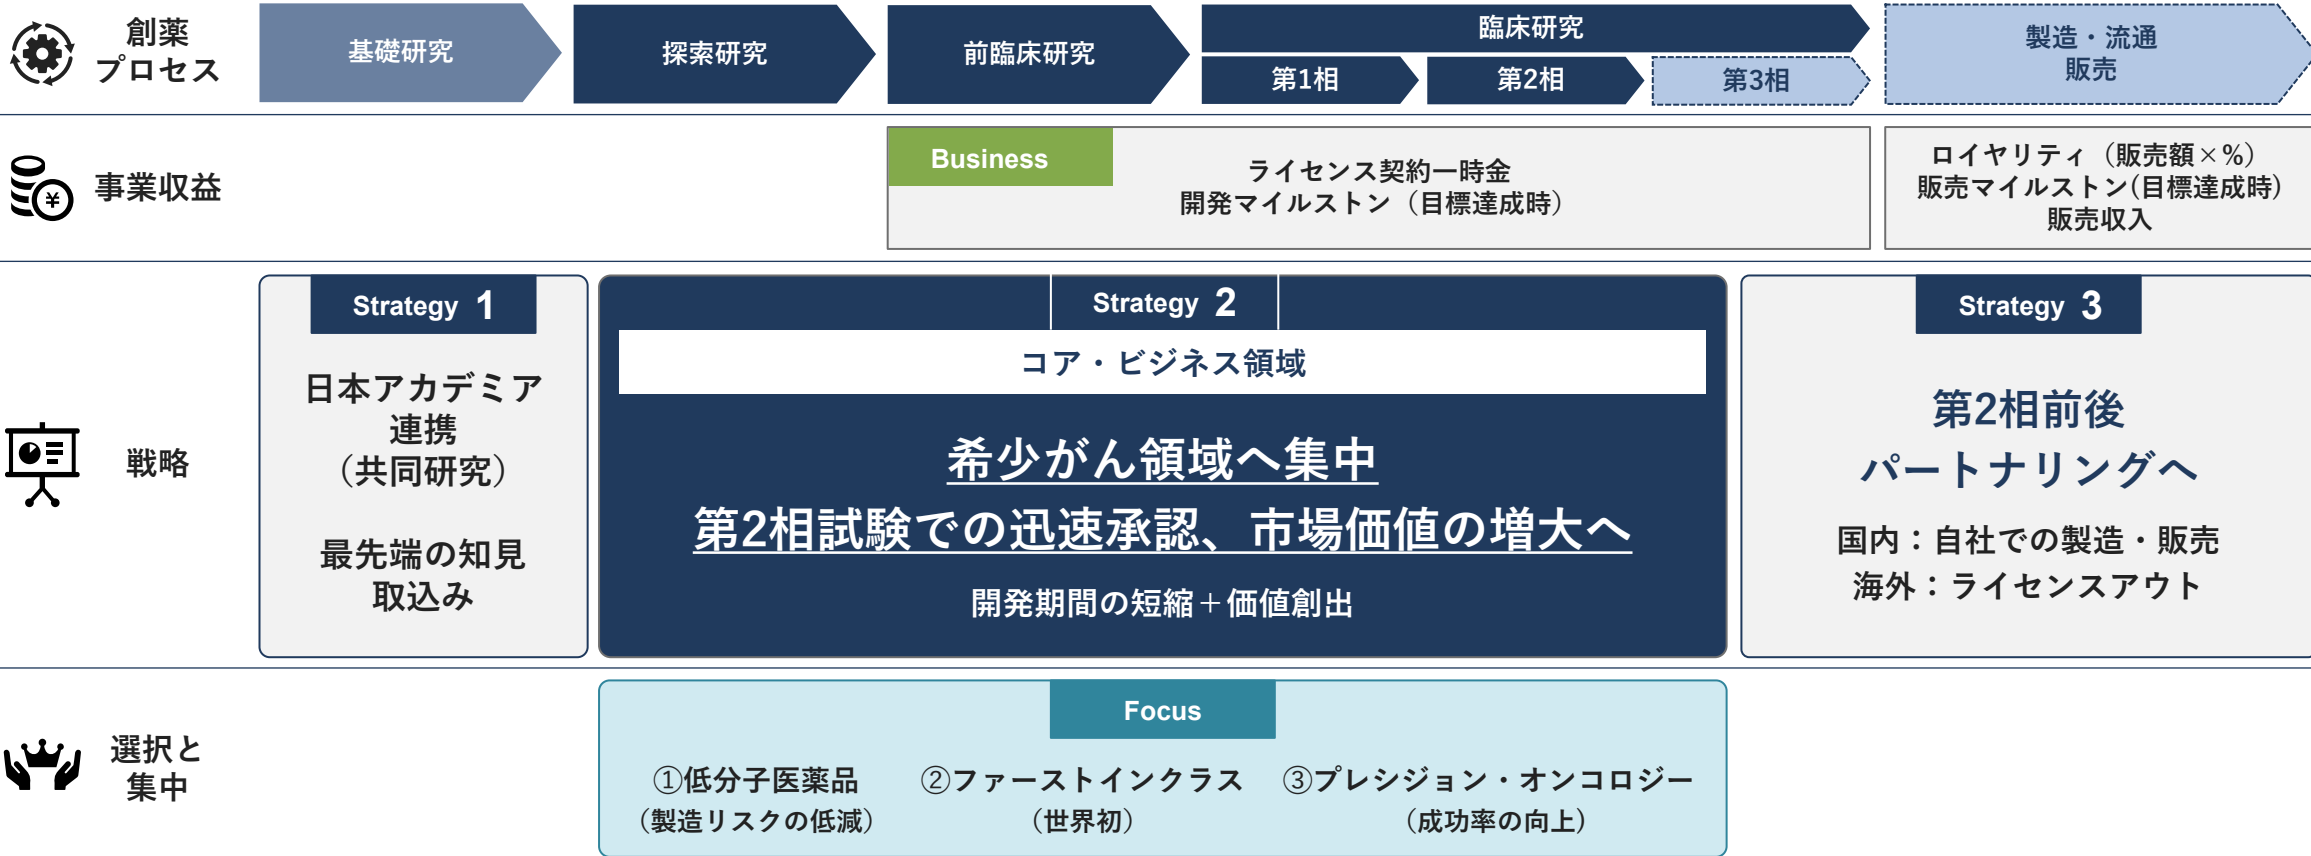 創薬
プロセス
基礎研究
探索研究
前臨床研究
臨床研究
第1相
第2相
第3相
製造・流通
販売
事業収益
Business
ライセンス契約一時金
開発マイルストン（目標達成時）
ロイヤリティ（販売額×%）
販売マイルストン(目標達成時)
販売収入
戦略
Strategy 1
日本アカデミア
連携
（共同研究）
最先端の知見
取込み
Strategy 2
コア・ビジネス領域
希少がん領域へ集中
第2相試験での迅速承認、市場価値の増大へ
開発期間の短縮＋価値創出
Strategy 3
第2相前後
パートナリングへ
国内：自社での製造・販売
海外：ライセンスアウト
選択と
集中
Focus
①低分子医薬品
（製造リスクの低減）
②ファーストインクラス
（世界初）
③プレシジョン・オンコロジー
（成功率の向上）